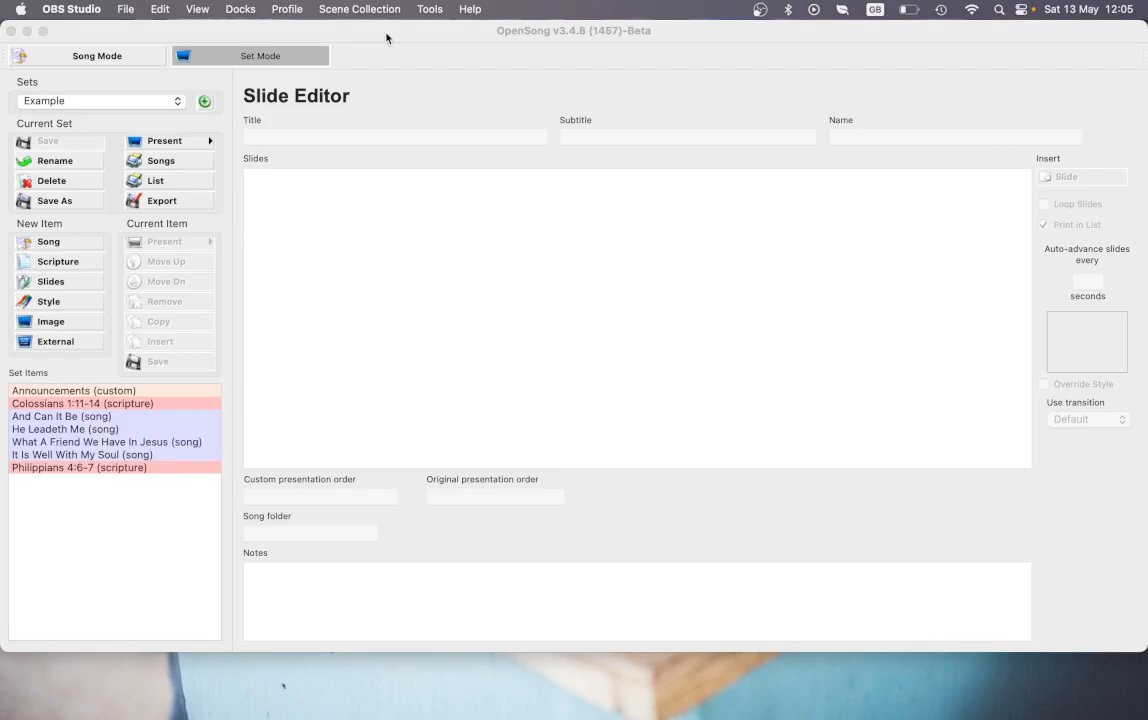 OBS Studio File Edit View Docks Profile Scene Collection Tools Help GB Sat 13 May 12:05
OpenSong v3.4.8 (1457)-Beta
Song Mode Set Mode
Sets
Example
Current Set
Save Present
Rename Songs
Delete List
Save As Export
New Item Current Item
Song Present
Scripture Move Up
Slides Move Dn
Style Remove
Image Copy
External Insert
Save
Set Items
Announcements (custom)
Colossians 1:11-14 (scripture)
And Can It Be (song)
He Leadeth Me (song)
What A Friend We Have In Jesus (song)
It Is Well With My Soul (song)
Philippians 4:6-7 (scripture)
Slide Editor
Title Subtitle Name
Slides
Insert
Slide
Loop Slides
Print in List
Auto-advance slides
every
seconds
Override Style
Use transition
Default
Custom presentation order Original presentation order
Song folder
Notes